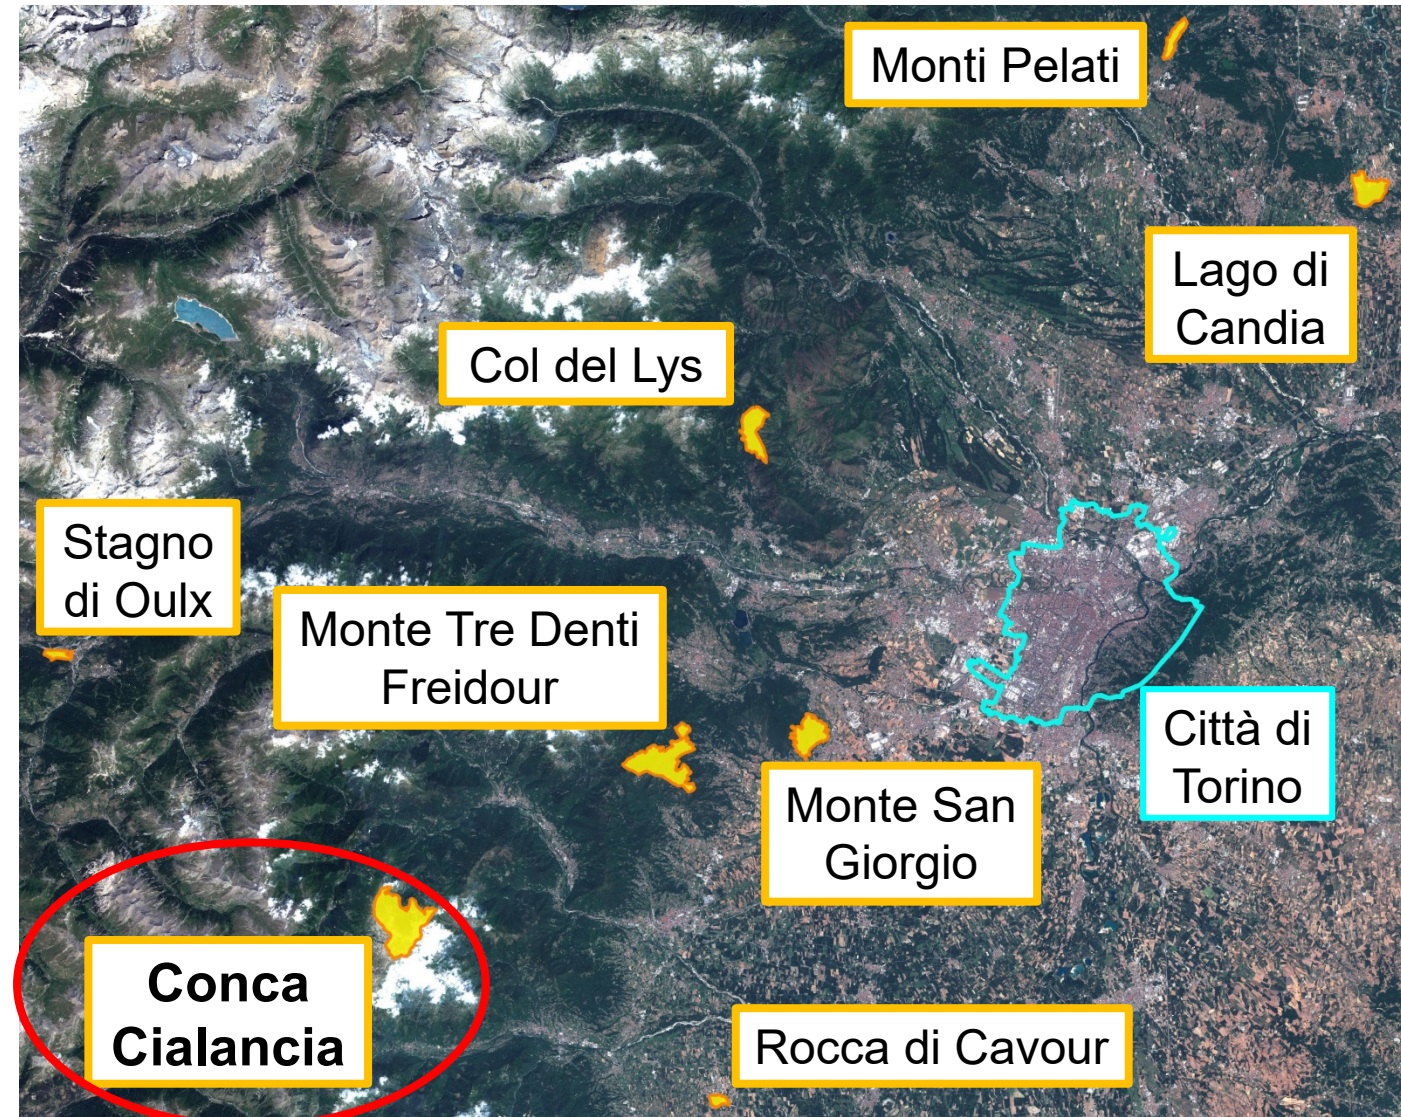 Monti Pelati
Lago di
Candia
Col del Lys
Stagno
di Oulx
Monte Tre Denti
Freidour
Città di
Torino
Monte San
Giorgio
Conca
Cialancia
Rocca di Cavour